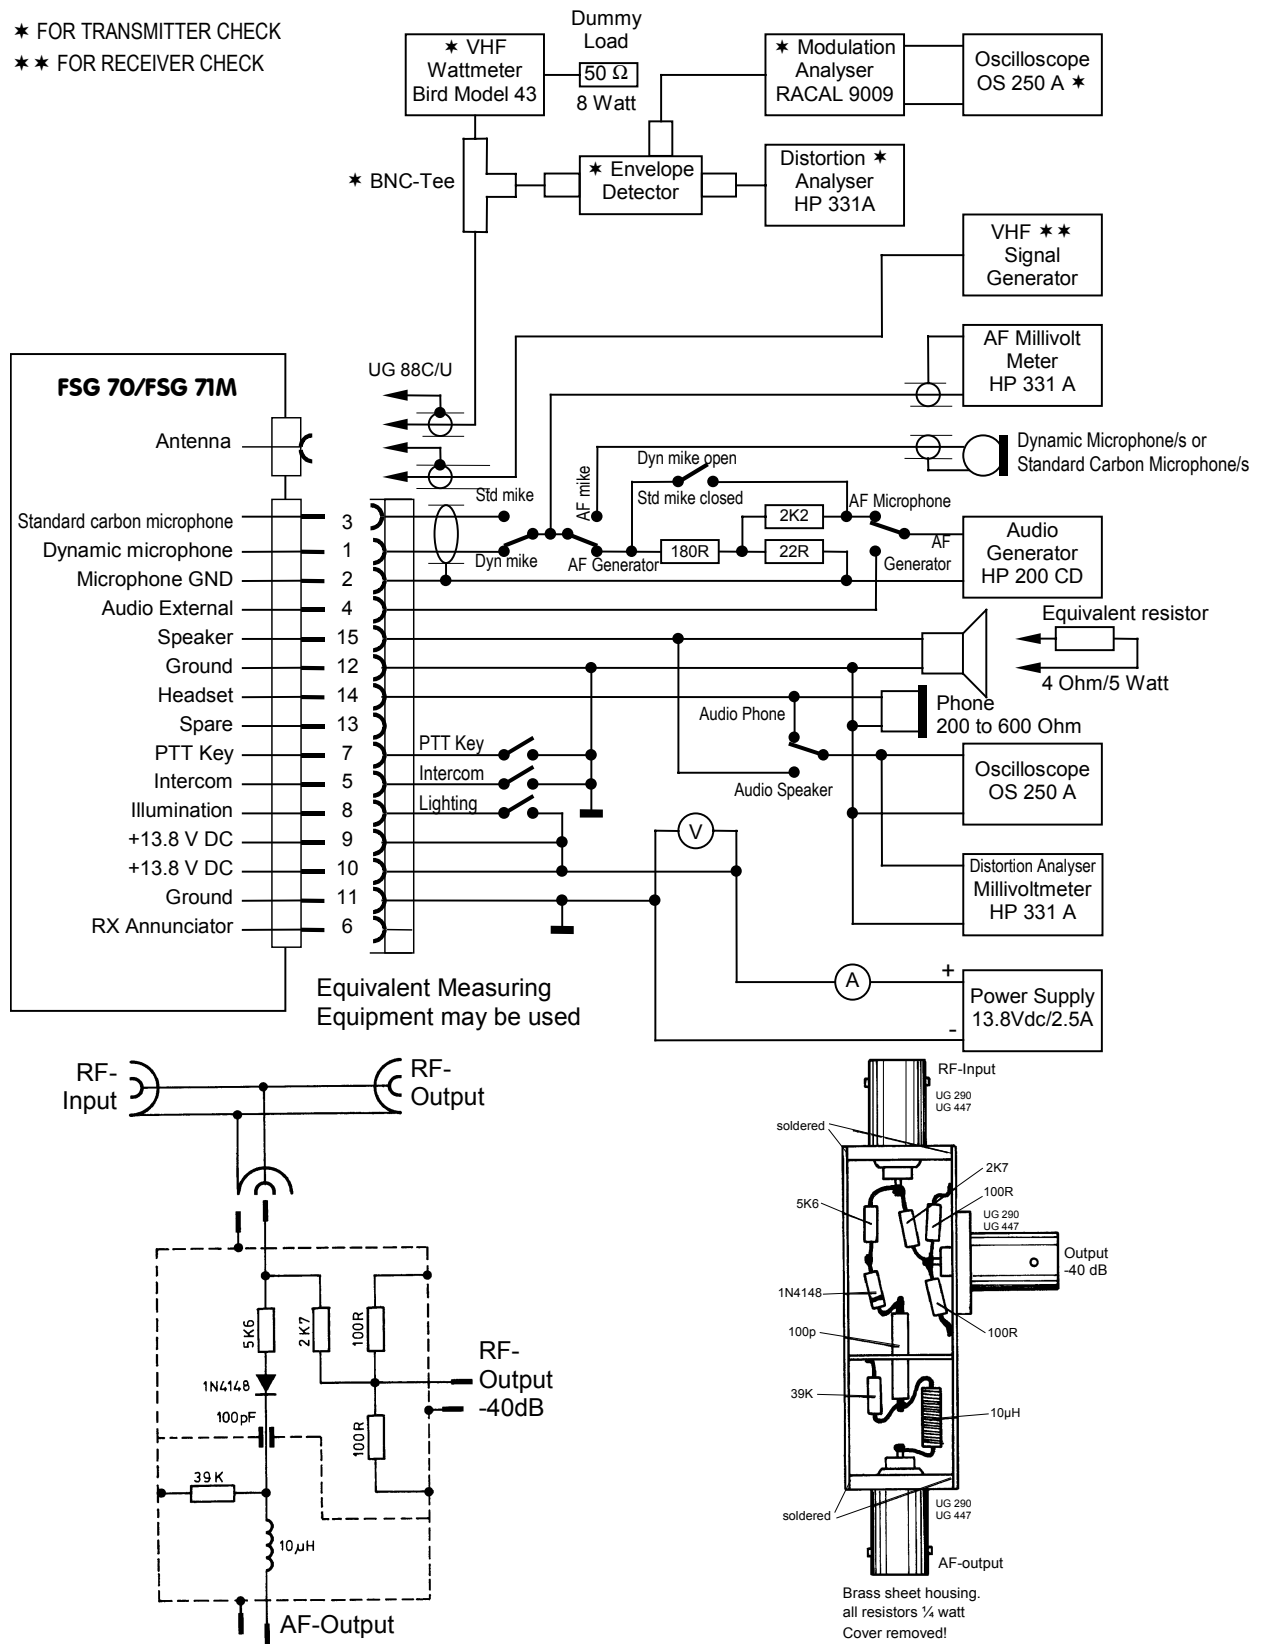 ★ FOR TRANSMITTER CHECK
★ ★ FOR RECEIVER CHECK
★ VHF
Wattmeter
Bird Model 43
Dummy
Load
50 Ω
8 Watt
★ Modulation
Analyser
RACAL 9009
Oscilloscope
OS 250 A ★
★ BNC-Tee
★ Envelope
Detector
Distortion ★
Analyser
HP 331A
VHF ★ ★
Signal
Generator
AF Millivolt
Meter
HP 331 A
FSG 70/FSG 71M
UG 88C/U
Antenna
Dynamic Microphone/s or
Standard Carbon Microphone/s
Dyn mike open
Std mike closed
AF mike
Std mike
AF Microphone
2K2
Dyn mike
AF Generator
180R
22R
AF
Generator
Audio
Generator
HP 200 CD
Standard carbon microphone 3
Dynamic microphone 1
Microphone GND 2
Audio External 4
Speaker 15
Ground 12
Headset 14
Spare 13
PTT Key 7
Intercom 5
Illumination 8
+13.8 V DC 9
+13.8 V DC 10
Ground 11
RX Annunciator 6
Equivalent resistor
4 Ohm/5 Watt
Audio Phone
Phone
200 to 600 Ohm
PTT Key
Intercom
Lighting
Audio Speaker
Oscilloscope
OS 250 A
V
Distortion Analyser
Millivoltmeter
HP 331 A
A
+
-
Power Supply
13.8Vdc/2.5A
Equivalent Measuring
Equipment may be used
RF-
Input
RF-
Output
5K6
2K7
100R
1N4148
100pF
100R
RF-
Output
-40dB
39K
10µH
AF-Output
RF-Input
UG 290
UG 447
soldered
2K7
100R
5K6
UG 290
UG 447
Output
-40 dB
1N4148
100p
100R
39K
10µH
soldered
UG 290
UG 447
AF-output
Brass sheet housing.
all resistors ¼ watt
Cover removed!